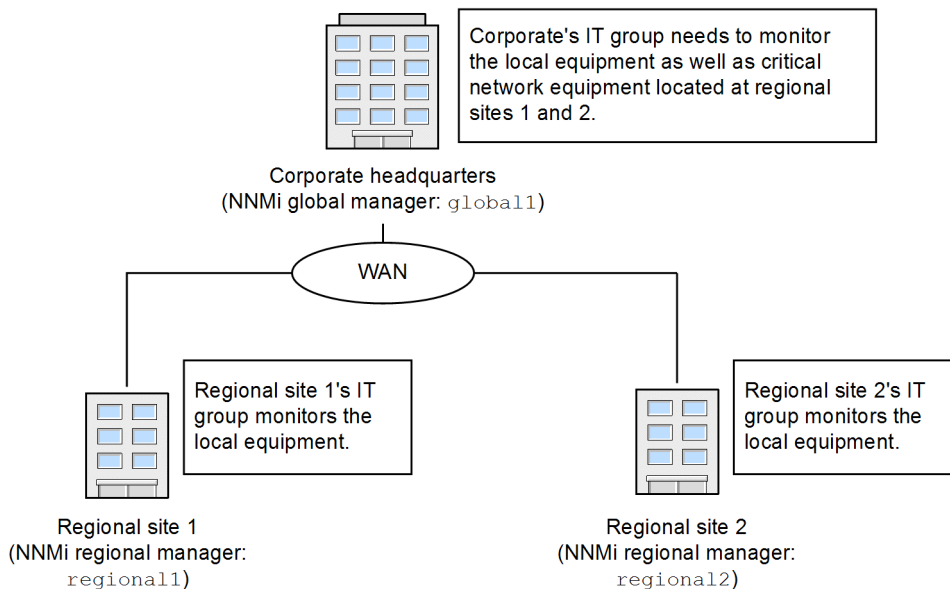 Corporate's IT group needs to monitor
the local equipment as well as critical
network equipment located at regional
sites 1 and 2.
Corporate headquarters
(NNMi global manager: global1)
WAN
Regional site 1's IT
group monitors the
local equipment.
Regional site 2's IT
group monitors the
local equipment.
Regional site 1
(NNMi regional manager:
regional1)
Regional site 2
(NNMi regional manager:
regional2)